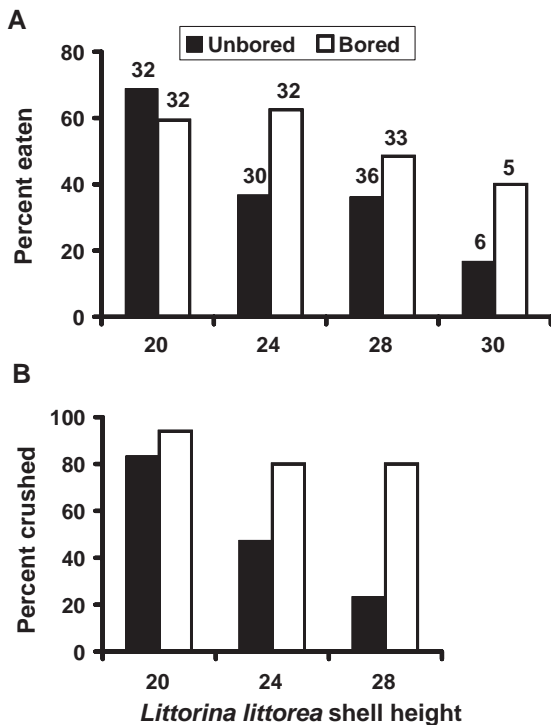 A
Unbored Bored
Percent eaten
80
60
40
20
0
32 32 30 32 36 33 6 5
20 24 28 30
B
Percent crushed
100
80
60
40
20
0
20 24 28
Littorina littorea shell height